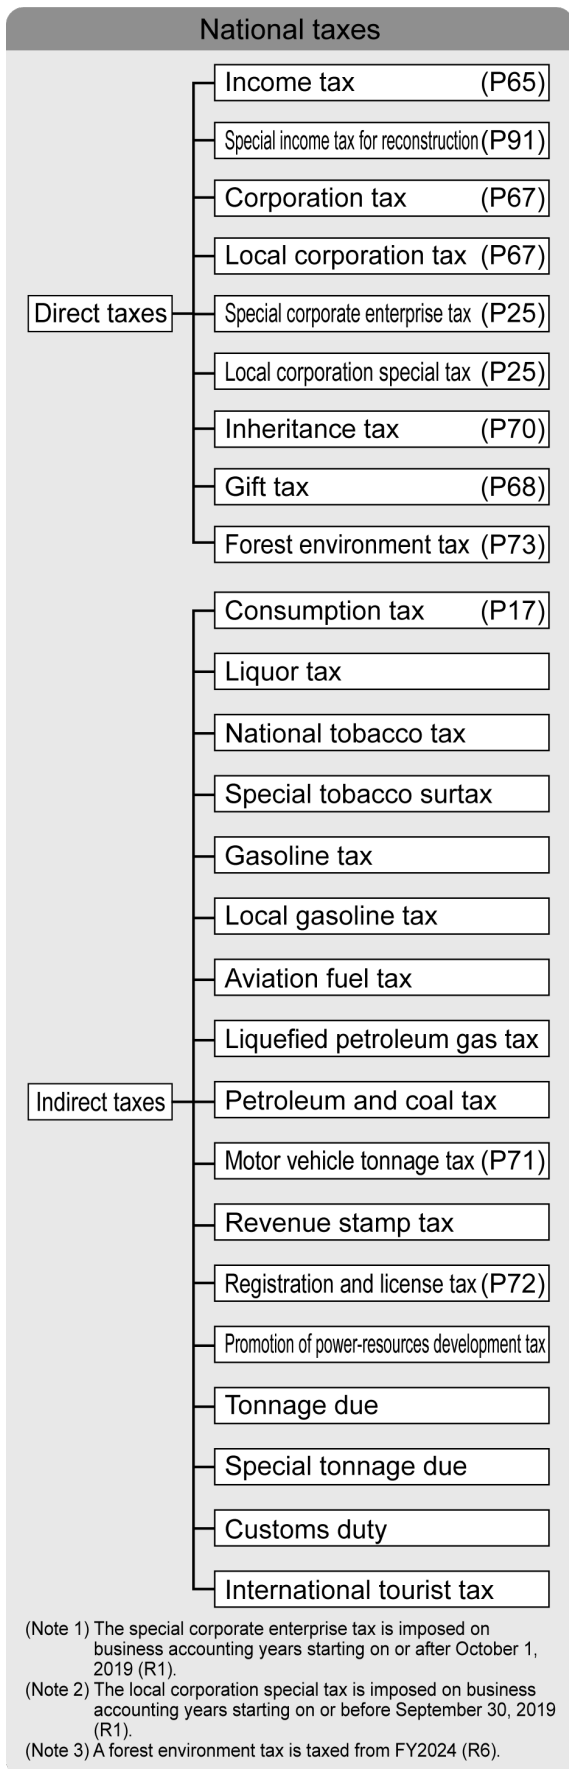 National taxes
Direct taxes
Income tax (P65)
Special income tax for reconstruction (P91)
Corporation tax (P67)
Local corporation tax (P67)
Special corporate enterprise tax (P25)
Local corporation special tax (P25)
Inheritance tax (P70)
Gift tax (P68)
Forest environment tax (P73)
Indirect taxes
Consumption tax (P17)
Liquor tax
National tobacco tax
Special tobacco surtax
Gasoline tax
Local gasoline tax
Aviation fuel tax
Liquefied petroleum gas tax
Petroleum and coal tax
Motor vehicle tonnage tax (P71)
Revenue stamp tax
Registration and license tax (P72)
Promotion of power-resources development tax
Tonnage due
Special tonnage due
Customs duty
International tourist tax
(Note 1) The special corporate enterprise tax is imposed on
business accounting years starting on or after October 1,
2019 (R1).
(Note 2) The local corporation special tax is imposed on business
accounting years starting on or before September 30, 2019
(R1).
(Note 3) A forest environment tax is taxed from FY2024 (R6).